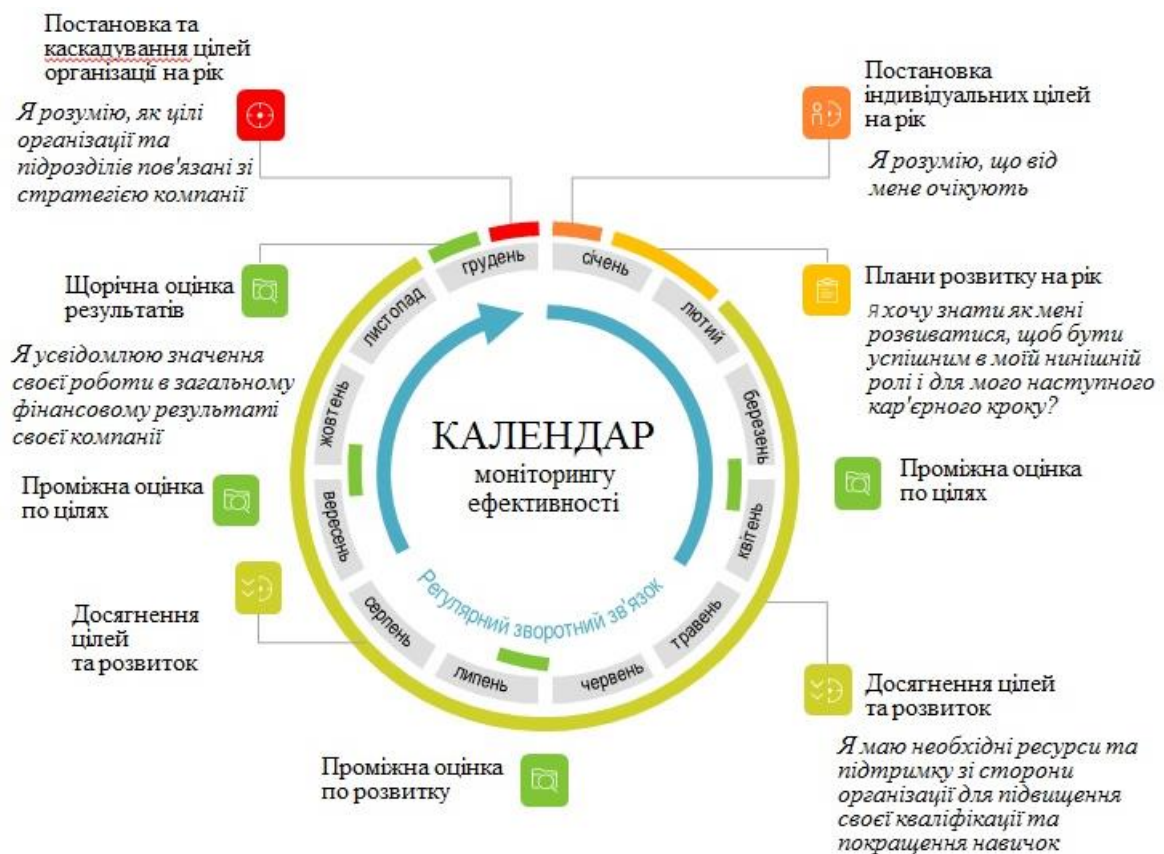 Постановка та
каскадування цілей
організації на рік
Я розумію, як цілі
організації та
підрозділів пов'язані зі
стратегією компанії
Постановка
індивідуальних цілей
на рік
Я розумію, що від
мене очікують
Щорічна оцінка
результатів
Я усвідомлюю значення
своєї роботи в загальному
фінансовому результаті
своєї компанії
Плани розвитку на рік
я хочу знати як мені
розвиватися, щоб бути
успішним в моїй нинішній
ролі і для мого наступного
кар'єрного кроку?
січень
лютий
березень
квітень
травень
червень
липень
серпень
вересень
жовтень
листопад
грудень
КАЛЕНДАР
моніторингу
ефективності
Регулярний зворотний зв'язок
Проміжна оцінка
по цілях
Проміжна оцінка
по цілях
Досягнення
цілей
та розвиток
Досягнення цілей
та розвиток
Я маю необхідні ресурси та
підтримку зі сторони
організації для підвищення
своєї кваліфікації та
покращення навичок
Проміжна оцінка
по розвитку